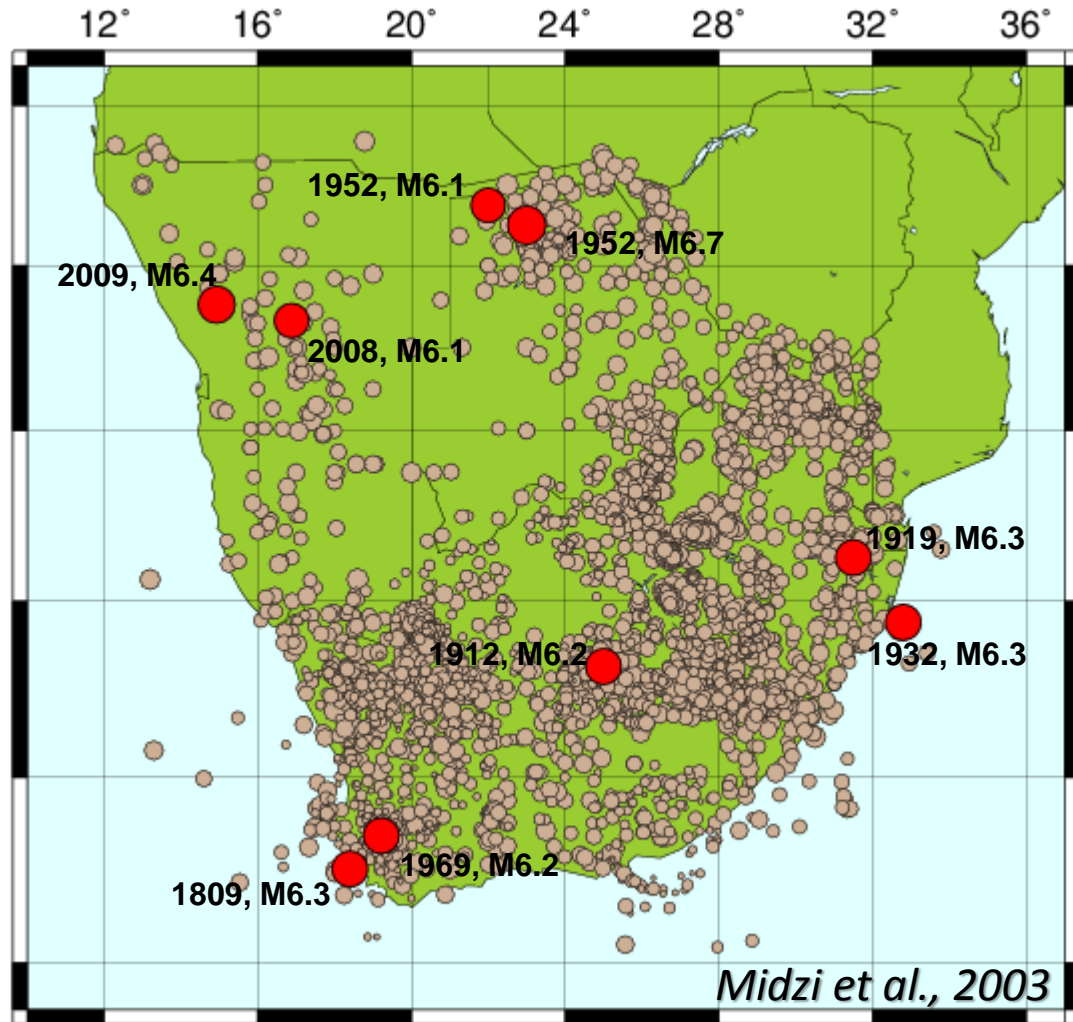 12° 16° 20° 24° 28° 32° 36°
1952, M6.1
1952, M6.7
2009, M6.4
2008, M6.1
1919, M6.3
1912, M6.2
1932, M6.3
1969, M6.2
1809, M6.3
Midzi et al., 2003